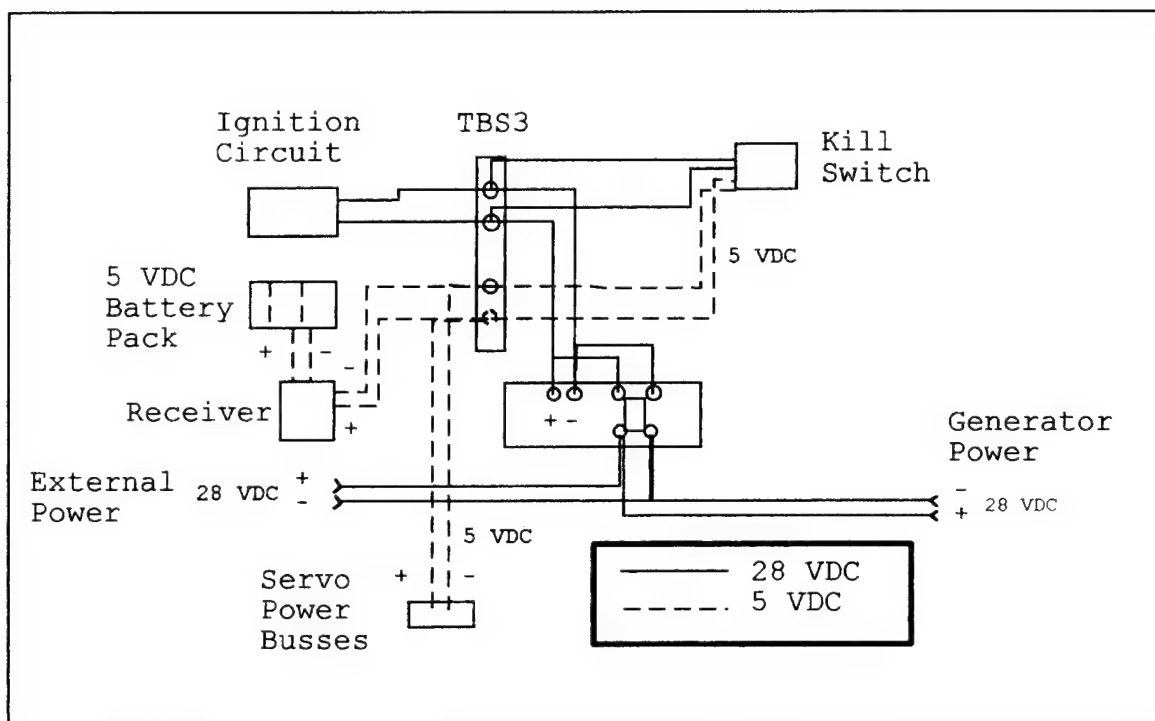 Ignition
Circuit
TBS3
Kill
Switch
5 VDC
5 VDC
Battery
Pack
+ -
-
Receiver
+
+ -
Generator
Power
External
Power
28 VDC
+
-
-
+
28 VDC
5 VDC
+ -
Servo
Power
Busses
28 VDC
5 VDC